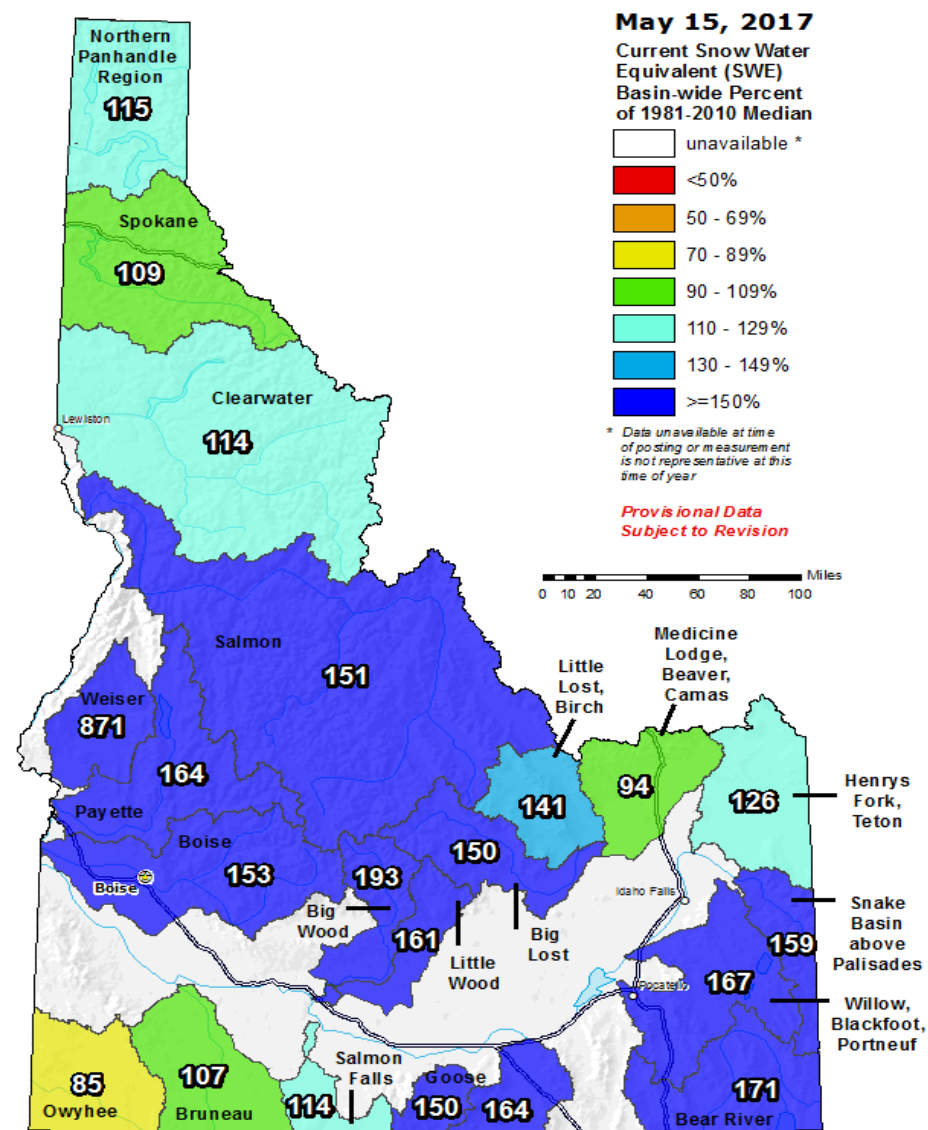 May 15, 2017
Current Snow Water
Equivalent (SWE)
Basin-wide Percent
of 1981-2010 Median
unavailable *
<50%
50 - 69%
70 - 89%
90 - 109%
110 - 129%
130 - 149%
>=150%
* Data unavailable at time
of posting or measurement
is not representative at this
time of year
Provisional Data
Subject to Revision
Miles
0 10 20 40 60 80 100
Northern
Panhandle
Region
115
Spokane
109
Clearwater
114
Lewiston
Salmon
151
Weiser
871
164
Payette
Boise
153
Boise
193
Big
Wood
161
Little
Wood
150
Big
Lost
Little
Lost,
Birch
141
Medicine
Lodge,
Beaver,
Camas
94
126
Henrys
Fork,
Teton
Idaho Falls
Snake
Basin
above
Palisades
159
167
Pocatello
Willow,
Blackfoot,
Portneuf
85
Owyhee
107
Bruneau
Salmon
Falls
114
Goose
150
164
171
Bear River